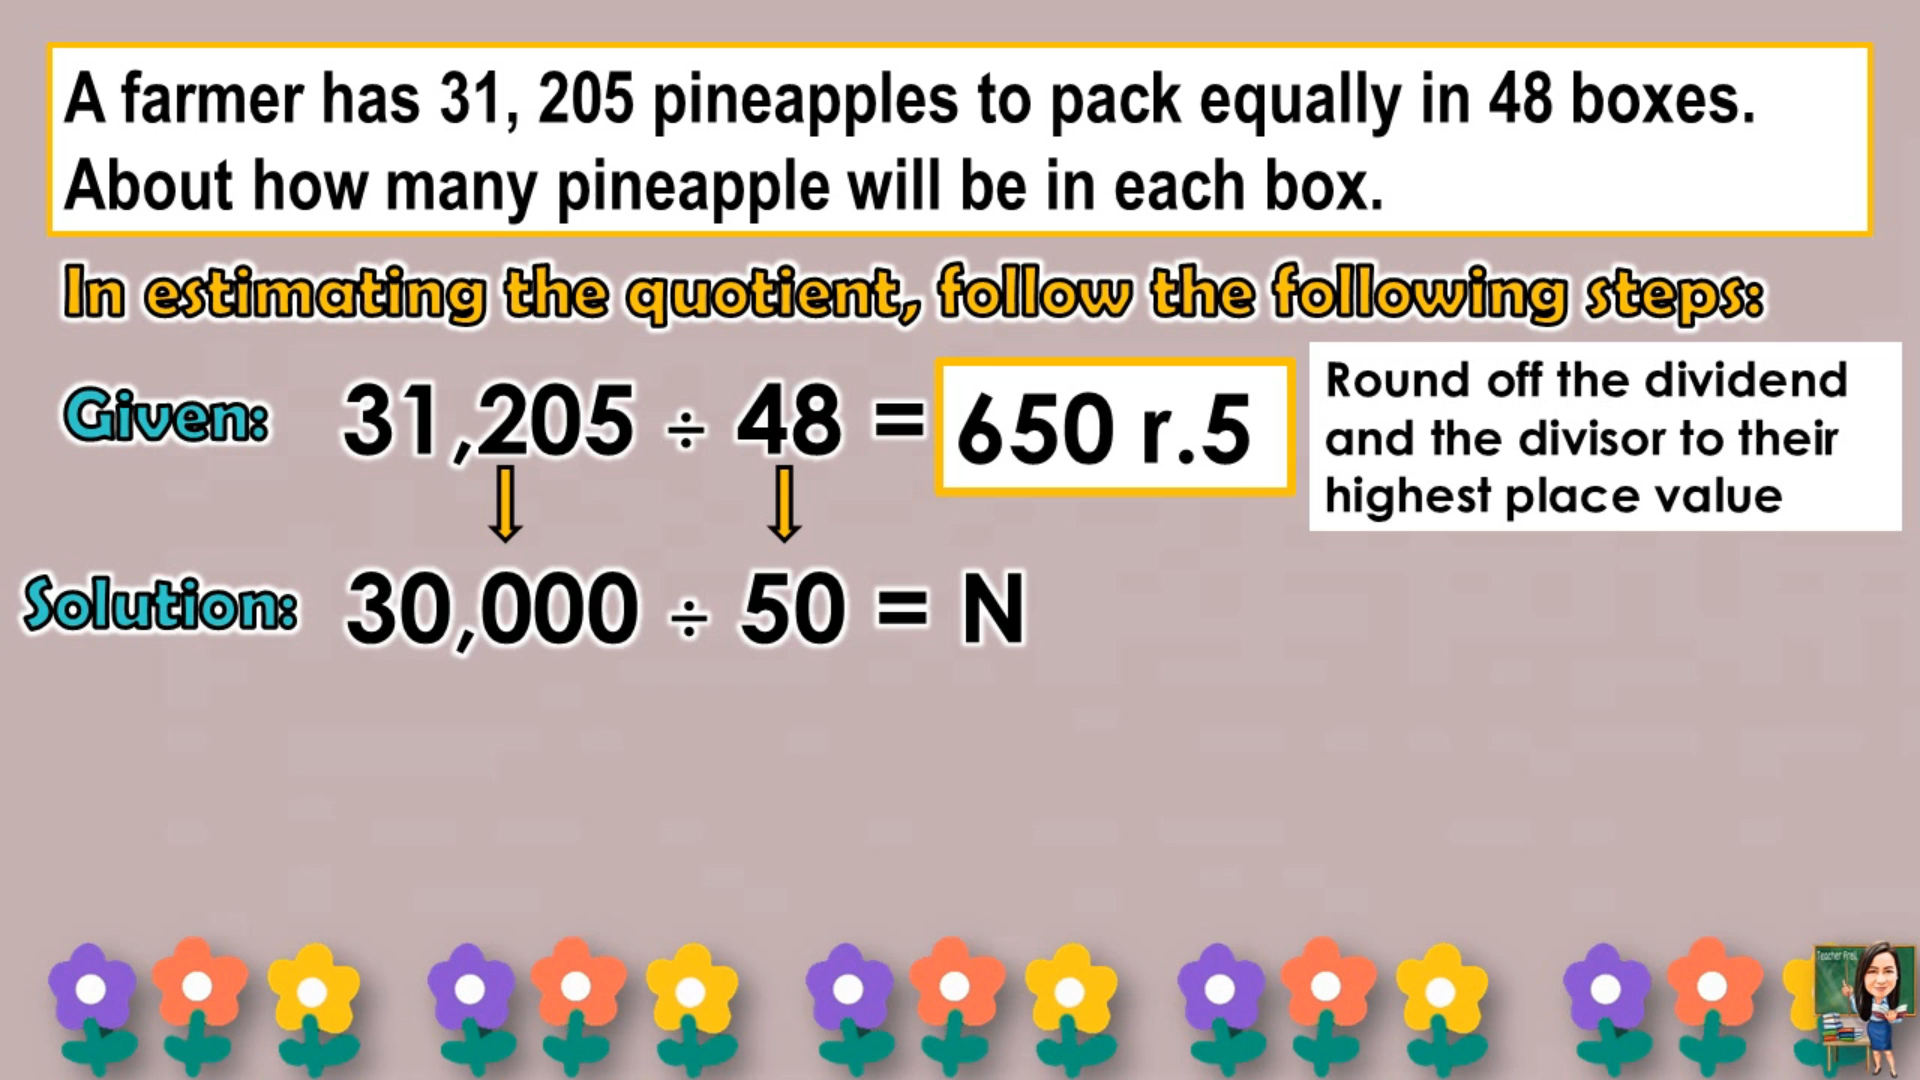 A farmer has 31, 205 pineapples to pack equally in 48 boxes.
About how many pineapple will be in each box.
In estimating the quotient, follow the following steps:
Given: 31,205 ÷ 48 = 650 r.5
Round off the dividend
and the divisor to their
highest place value
Solution: 30,000 ÷ 50 = N